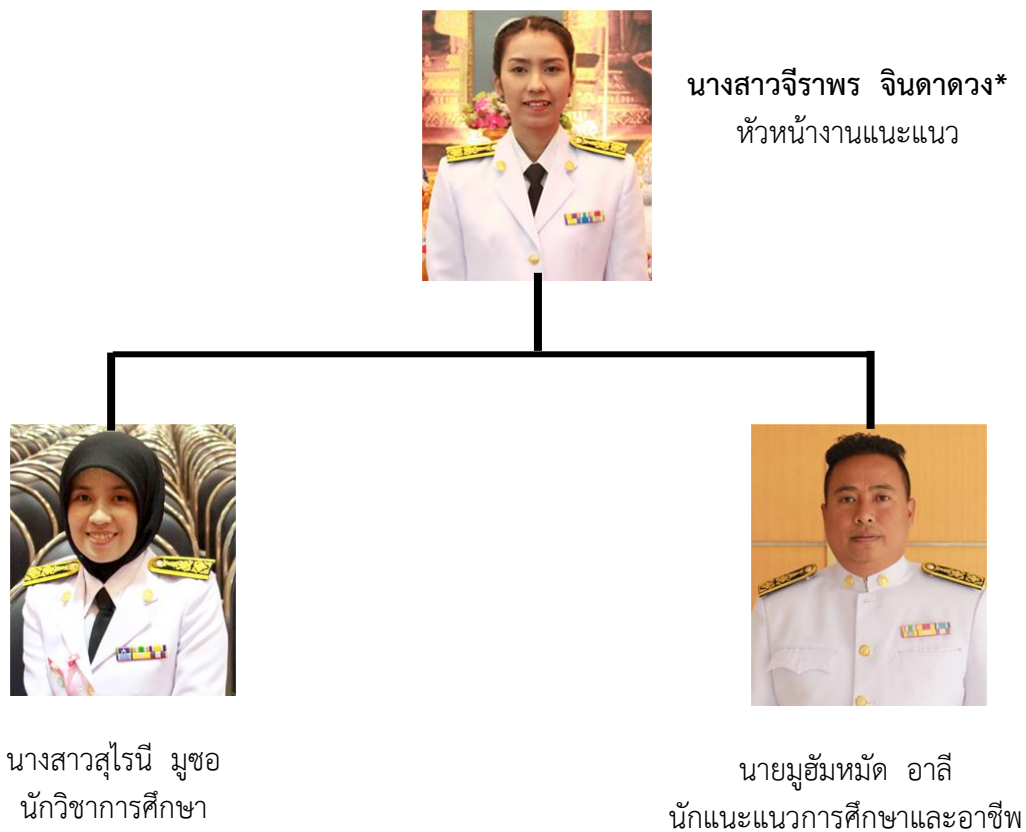 นางสาวจีราพร จินดาดวง*
หัวหน้างานแนะแนว
นางสาวสุไรนี มูซอ
นักวิชาการศึกษา
นายมูฮัมหมัด อาลี
นักแนะแนวการศึกษาและอาชีพ